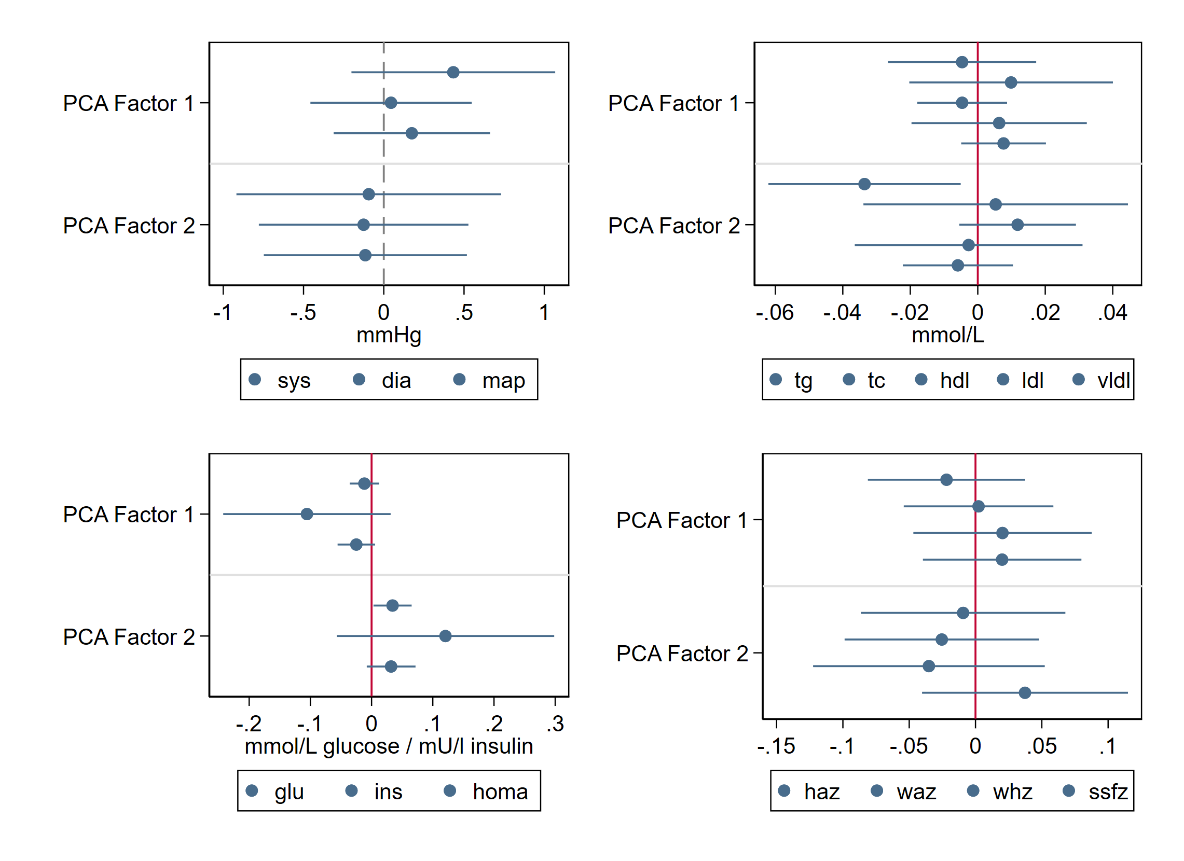 PCA Factor 1
PCA Factor 2
-1 -.5 0 .5 1
mmHg
sys dia map
PCA Factor 1
PCA Factor 2
-.06 -.04 -.02 0 .02 .04
mmol/L
tg tc hdl ldl vldl
PCA Factor 1
PCA Factor 2
-.2 -.1 0 .1 .2 .3
mmol/L glucose / mU/l insulin
glu ins homa
PCA Factor 1
PCA Factor 2
-.15 -.1 -.05 0 .05 .1
haz waz whz ssfz